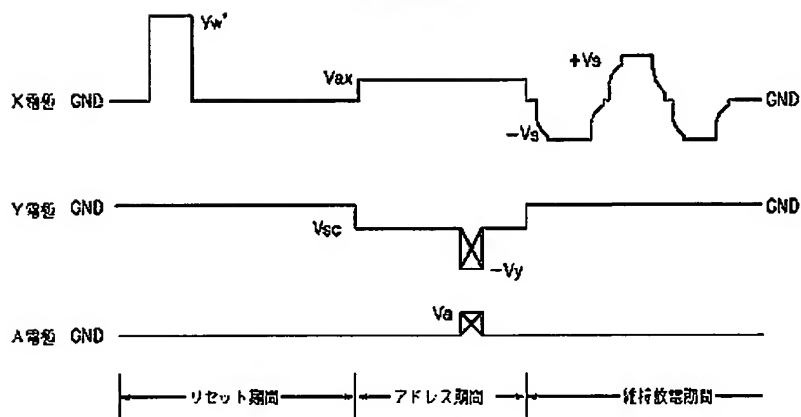 Vw'
Vax
+Vs
X電極 GND
GND
-Vs
Y電極 GND
GND
Vsc
-Vy
Va
A電極 GND
リセット期間
アドレス期間
維持放電期間